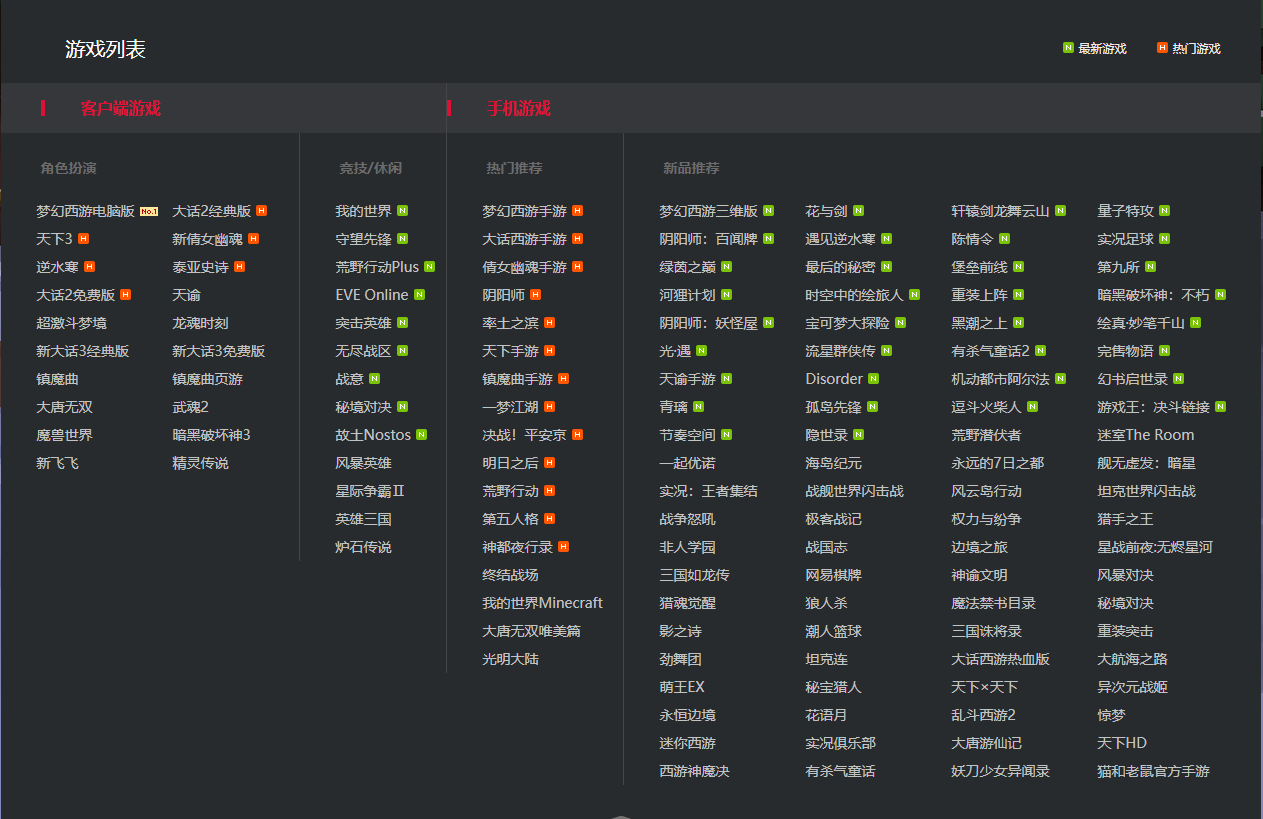 游戏列表
N 最新游戏 H 热门游戏
客户端游戏
手机游戏
角色扮演
梦幻西游电脑版 No.1 大话2经典版 H
天下3 H 新倩女幽魂 H
逆水寒 H 泰亚史诗 H
大话2免费版 H 天谕
超激斗梦境 龙魂时刻
新大话3经典版 新大话3免费版
镇魔曲 镇魔曲页游
大唐无双 武魂2
魔兽世界 暗黑破坏神3
新飞飞 精灵传说
竞技/休闲
我的世界 N
守望先锋 N
荒野行动Plus N
EVE Online N
突击英雄 N
无尽战区 N
战意 N
秘境对决 N
故土Nostos N
风暴英雄
星际争霸Ⅱ
英雄三国
炉石传说
热门推荐
梦幻西游手游 H
大话西游手游 H
倩女幽魂手游 H
阴阳师 H
率土之滨 H
天下手游 H
镇魔曲手游 H
一梦江湖 H
决战！平安京 H
明日之后 H
荒野行动 H
第五人格 H
神都夜行录 H
终结战场
我的世界Minecraft
大唐无双唯美篇
光明大陆
新品推荐
梦幻西游三维版 N 花与剑 N 轩辕剑龙舞云山 N 量子特攻 N
阴阳师：百闻牌 N 遇见逆水寒 N 陈情令 N 实况足球 N
绿茵之巅 N 最后的秘密 N 堡垒前线 N 第九所 N
河狸计划 N 时空中的绘旅人 N 重装上阵 N 暗黑破坏神：不朽 N
阴阳师：妖怪屋 N 宝可梦大探险 N 黑潮之上 N 绘真·妙笔千山 N
光·遇 N 流星群侠传 N 有杀气童话2 N 完售物语 N
天谕手游 N Disorder N 机动都市阿尔法 N 幻书启世录 N
青璃 N 孤岛先锋 N 逗斗火柴人 N 游戏王：决斗链接 N
节奏空间 N 隐世录 N 荒野潜伏者 迷室The Room
一起优诺 海岛纪元 永远的7日之都 舰无虚发：暗星
实况：王者集结 战舰世界闪击战 风云岛行动 坦克世界闪击战
战争怒吼 极客战记 权力与纷争 猎手之王
非人学园 战国志 边境之旅 星战前夜:无烬星河
三国如龙传 网易棋牌 神谕文明 风暴对决
猎魂觉醒 狼人杀 魔法禁书目录 秘境对决
影之诗 潮人篮球 三国诛将录 重装突击
劲舞团 坦克连 大话西游热血版 大航海之路
萌王EX 秘宝猎人 天下×天下 异次元战姬
永恒边境 花语月 乱斗西游2 惊梦
迷你西游 实况俱乐部 大唐游仙记 天下HD
西游神魔决 有杀气童话 妖刀少女异闻录 猫和老鼠官方手游